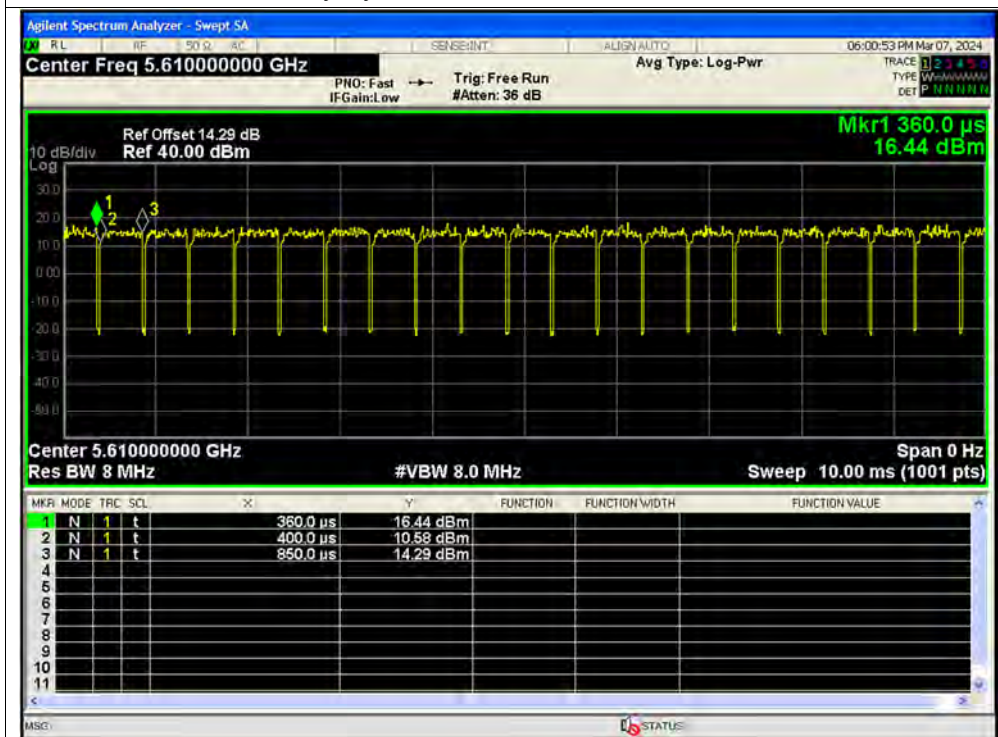 Agilent Spectrum Analyzer - Swept SA
RL RF 50 Ω AC SENSE:INT ALIGN AUTO 06:00:53 PM Mar 07, 2024
Center Freq 5.610000000 GHz Avg Type: Log-Pwr TRACE 1 2 3 4 5 6
PNO: Fast Trig: Free Run TYPE
IFGain:Low #Atten: 36 dB DET P N N N N N
Mkr1 360.0 µs
Ref Offset 14.29 dB
10 dB/div Ref 40.00 dBm 16.44 dBm
Log
30.0
20.0
10.0
0.00
-10.0
-20.0
-30.0
-40.0
-50.0
1
2
3
Center 5.610000000 GHz Span 0 Hz
Res BW 8 MHz #VBW 8.0 MHz Sweep 10.00 ms (1001 pts)
MKR MODE TRC SCL X Y FUNCTION FUNCTION WIDTH FUNCTION VALUE
1 N 1 t 360.0 µs 16.44 dBm
2 N 1 t 400.0 µs 10.58 dBm
3 N 1 t 850.0 µs 14.29 dBm
4
5
6
7
8
9
10
11
MSG STATUS